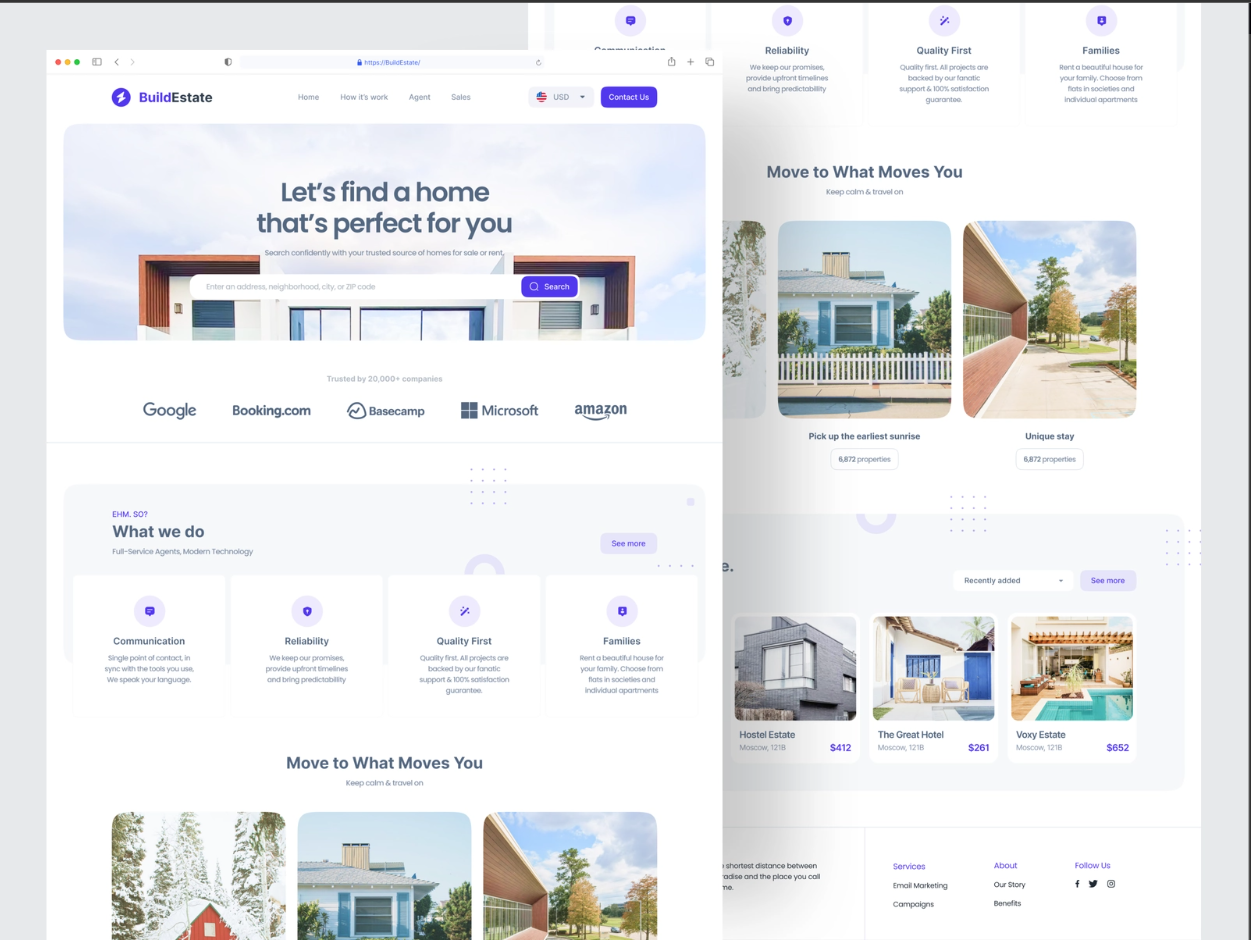 https://BuildEstate/
BuildEstate
Home
How it's work
Agent
Sales
USD
Contact Us
Let's find a home
that's perfect for you
Search confidently with your trusted source of homes for sale or rent
Enter an address, neighborhood, city, or ZIP code
Search
Trusted by 20,000+ companies
Google
Booking.com
Basecamp
Microsoft
amazon
EHM. SO?
What we do
Full-Service Agents, Modern Technology
See more
Communication
Single point of contact, in
sync with the tools you use,
We speak your language.
Reliability
We keep our promises,
provide upfront timelines
and bring predictability
Quality First
Quality first. All projects are
backed by our fanatic
support & 100% satisfaction
guarantee.
Families
Rent a beautiful house for
your family. Choose from
flats in societies and
individual apartments
Move to What Moves You
Keep calm & travel on
Communication
Reliability
We keep our promises,
provide upfront timelines
and bring predictability
Quality First
Quality first. All projects are
backed by our fanatic
support & 100% satisfaction
guarantee.
Families
Rent a beautiful house for
your family. Choose from
flats in societies and
individual apartments
Move to What Moves You
Keep calm & travel on
Pick up the earliest sunrise
6,872 properties
Unique stay
6,872 properties
e.
Recently added
See more
Hostel Estate
Moscow, 121B
$412
The Great Hotel
Moscow, 121B
$261
Voxy Estate
Moscow, 121B
$652
shortest distance between
radise and the place you call
me.
Services
Email Marketing
Campaigns
About
Our Story
Benefits
Follow Us